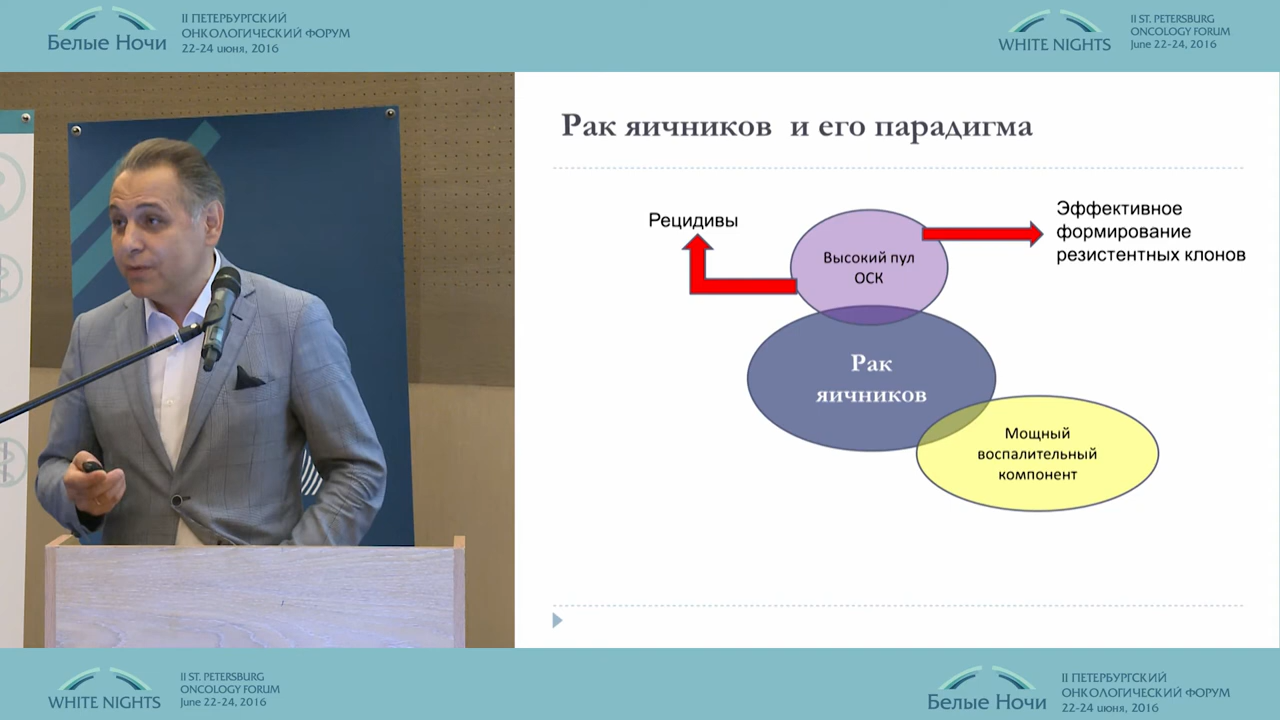 Белые Ночи
II ПЕТЕРБУРГСКИЙ
ОНКОЛОГИЧЕСКИЙ ФОРУМ
22-24 июня, 2016
WHITE NIGHTS
II ST. PETERSBURG
ONCOLOGY FORUM
June 22-24, 2016
Рак яичников и его парадигма
Рецидивы
Эффективное
формирование
резистентных клонов
Высокий пул
ОСК
Рак
яичников
Мощный
воспалительный
компонент
WHITE NIGHTS
II ST. PETERSBURG
ONCOLOGY FORUM
June 22-24, 2016
Белые Ночи
II ПЕТЕРБУРГСКИЙ
ОНКОЛОГИЧЕСКИЙ ФОРУМ
22-24 июня, 2016